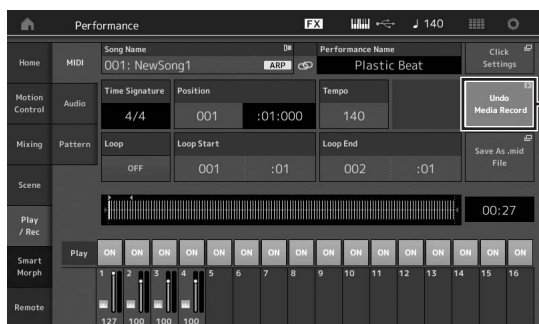 Performance FX 140
Home MIDI
Song Name
001: NewSong1 ARP
Performance Name
Plastic Beat
Click Settings
Motion Control Audio
Time Signature Position Tempo
4/4 001 :01:000 140
Undo
Media Record
Mixing Pattern
Loop Loop Start Loop End
OFF 001 :01 002 :01
Save As .mid
File
Scene
Play
/ Rec
00:27
Smart
Morph
Play ON ON ON ON ON ON ON ON ON ON ON ON ON ON ON ON
1 2 3 4 5 6 7 8 9 10 11 12 13 14 15 16
Remote
127 100 100 100